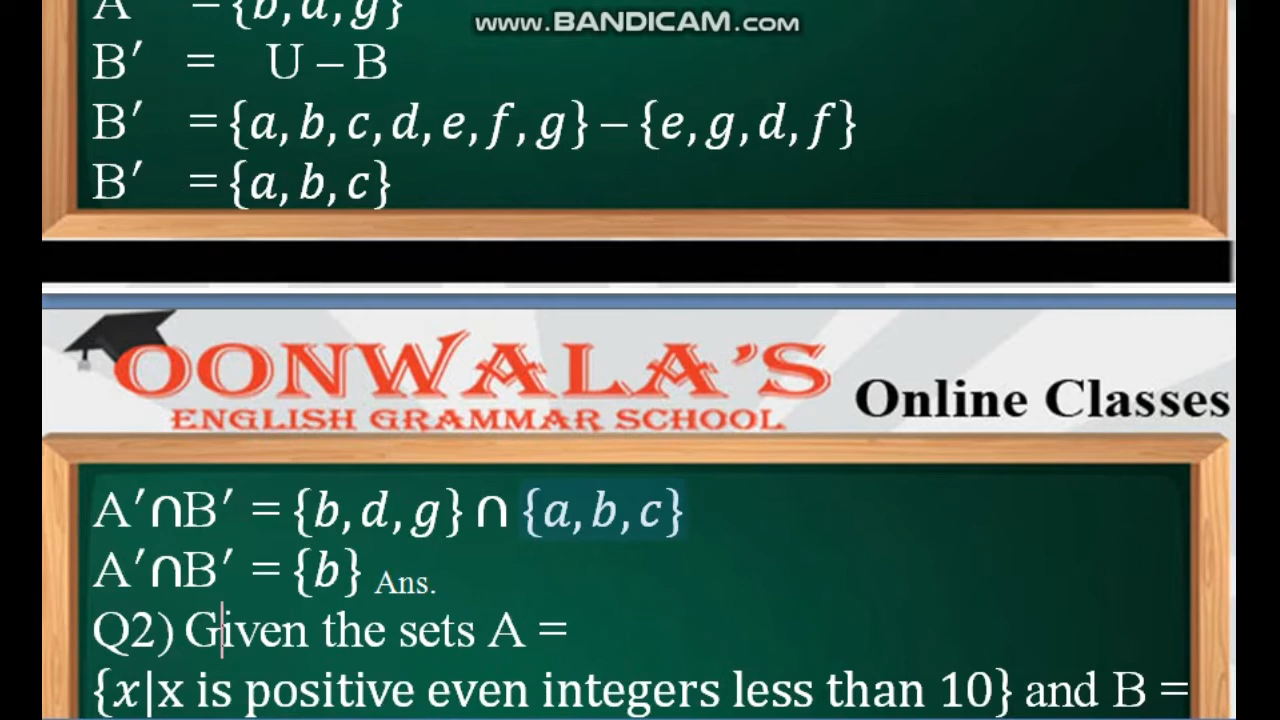 A′ = {b, d, g}
www.BANDICAM.com
B′ = U – B
B′ = {a, b, c, d, e, f, g} – {e, g, d, f}
B′ = {a, b, c}
OONWALA'S
ENGLISH GRAMMAR SCHOOL
Online Classes
A′∩B′ = {b, d, g} ∩ {a, b, c}
A′∩B′ = {b} Ans.
Q2) Given the sets A =
{x|x is positive even integers less than 10} and B =